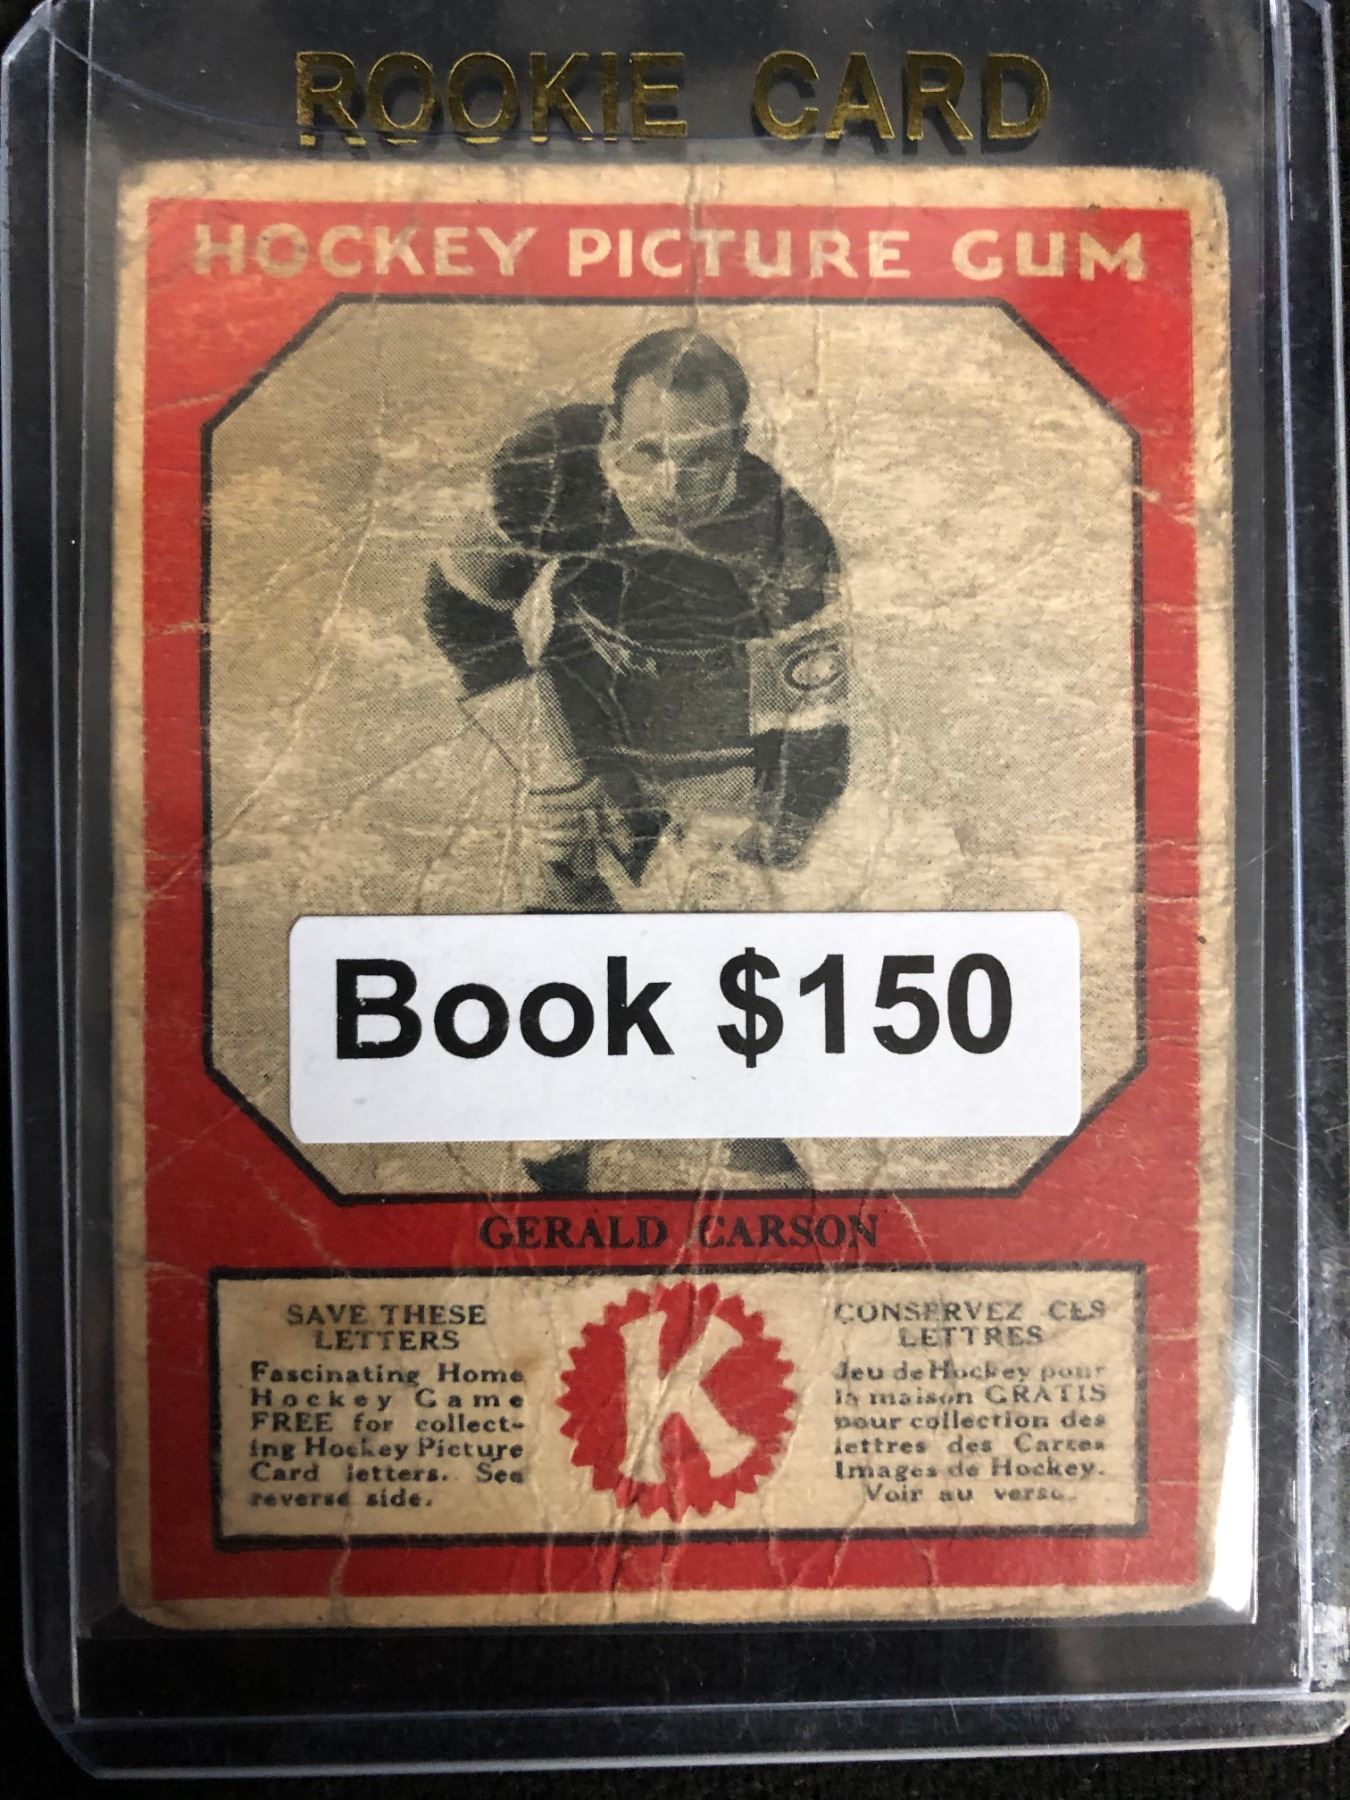 ROOKIE CARD
HOCKEY PICTURE GUM
C
Book $150
GERALD CARSON
SAVE THESE
LETTERS
Fascinating Home
Hockey Game
FREE for collect-
ing Hockey Picture
Card letters. See
reverse side.
K
CONSERVEZ CES
LETTRES
Jeu de Hockey pour
la maison GRATIS
pour collection des
lettres des Cartes
Images de Hockey.
Voir au verso.